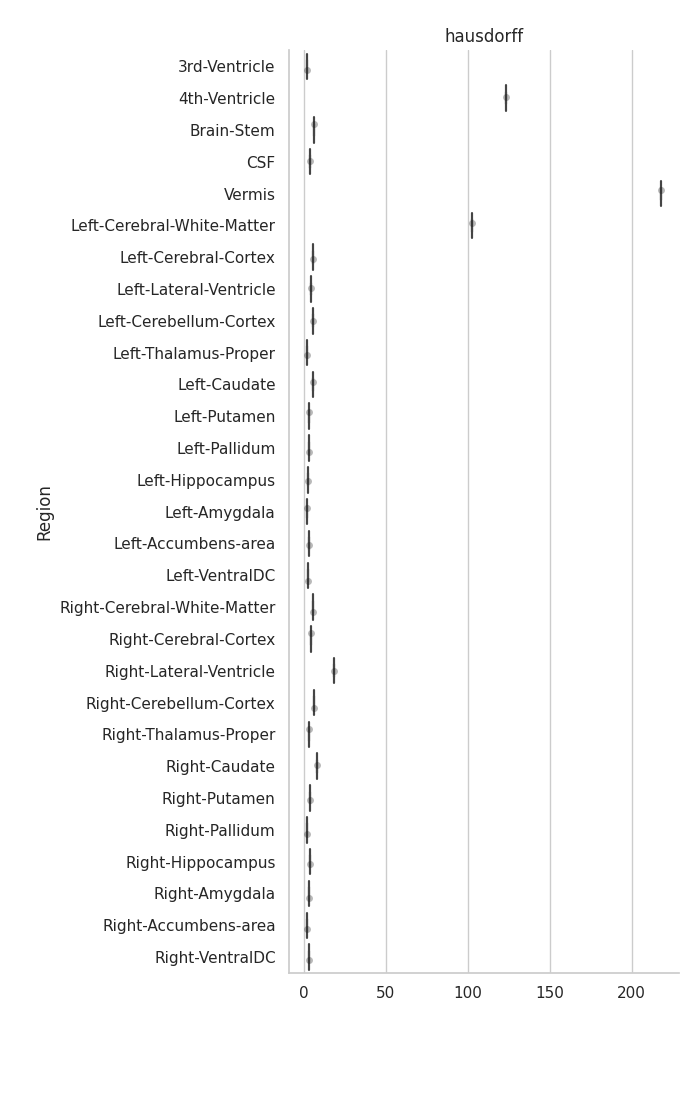 hausdorff
3rd-Ventricle
4th-Ventricle
Brain-Stem
CSF
Vermis
Left-Cerebral-White-Matter
Left-Cerebral-Cortex
Left-Lateral-Ventricle
Left-Cerebellum-Cortex
Left-Thalamus-Proper
Left-Caudate
Left-Putamen
Left-Pallidum
Left-Hippocampus
Left-Amygdala
Left-Accumbens-area
Left-VentralDC
Right-Cerebral-White-Matter
Right-Cerebral-Cortex
Right-Lateral-Ventricle
Right-Cerebellum-Cortex
Right-Thalamus-Proper
Right-Caudate
Right-Putamen
Right-Pallidum
Right-Hippocampus
Right-Amygdala
Right-Accumbens-area
Right-VentralDC
Region
0 50 100 150 200